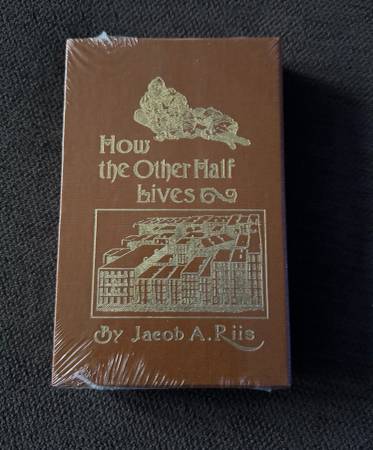 How
the Other Half
Lives
By Jacob A. Riis